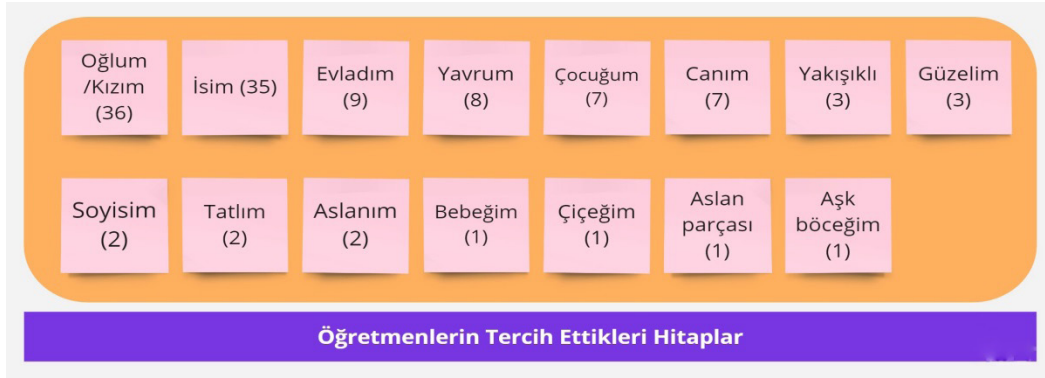 Oğlum
/Kızım
(36)
İsim (35)
Evladım
(9)
Yavrum
(8)
Çocuğum
(7)
Canım
(7)
Yakışıklı
(3)
Güzelim
(3)
Soyisim
(2)
Tatlım
(2)
Aslanım
(2)
Bebeğim
(1)
Çiçeğim
(1)
Aslan
parçası
(1)
Aşk
böceğim
(1)
Öğretmenlerin Tercih Ettikleri Hitaplar